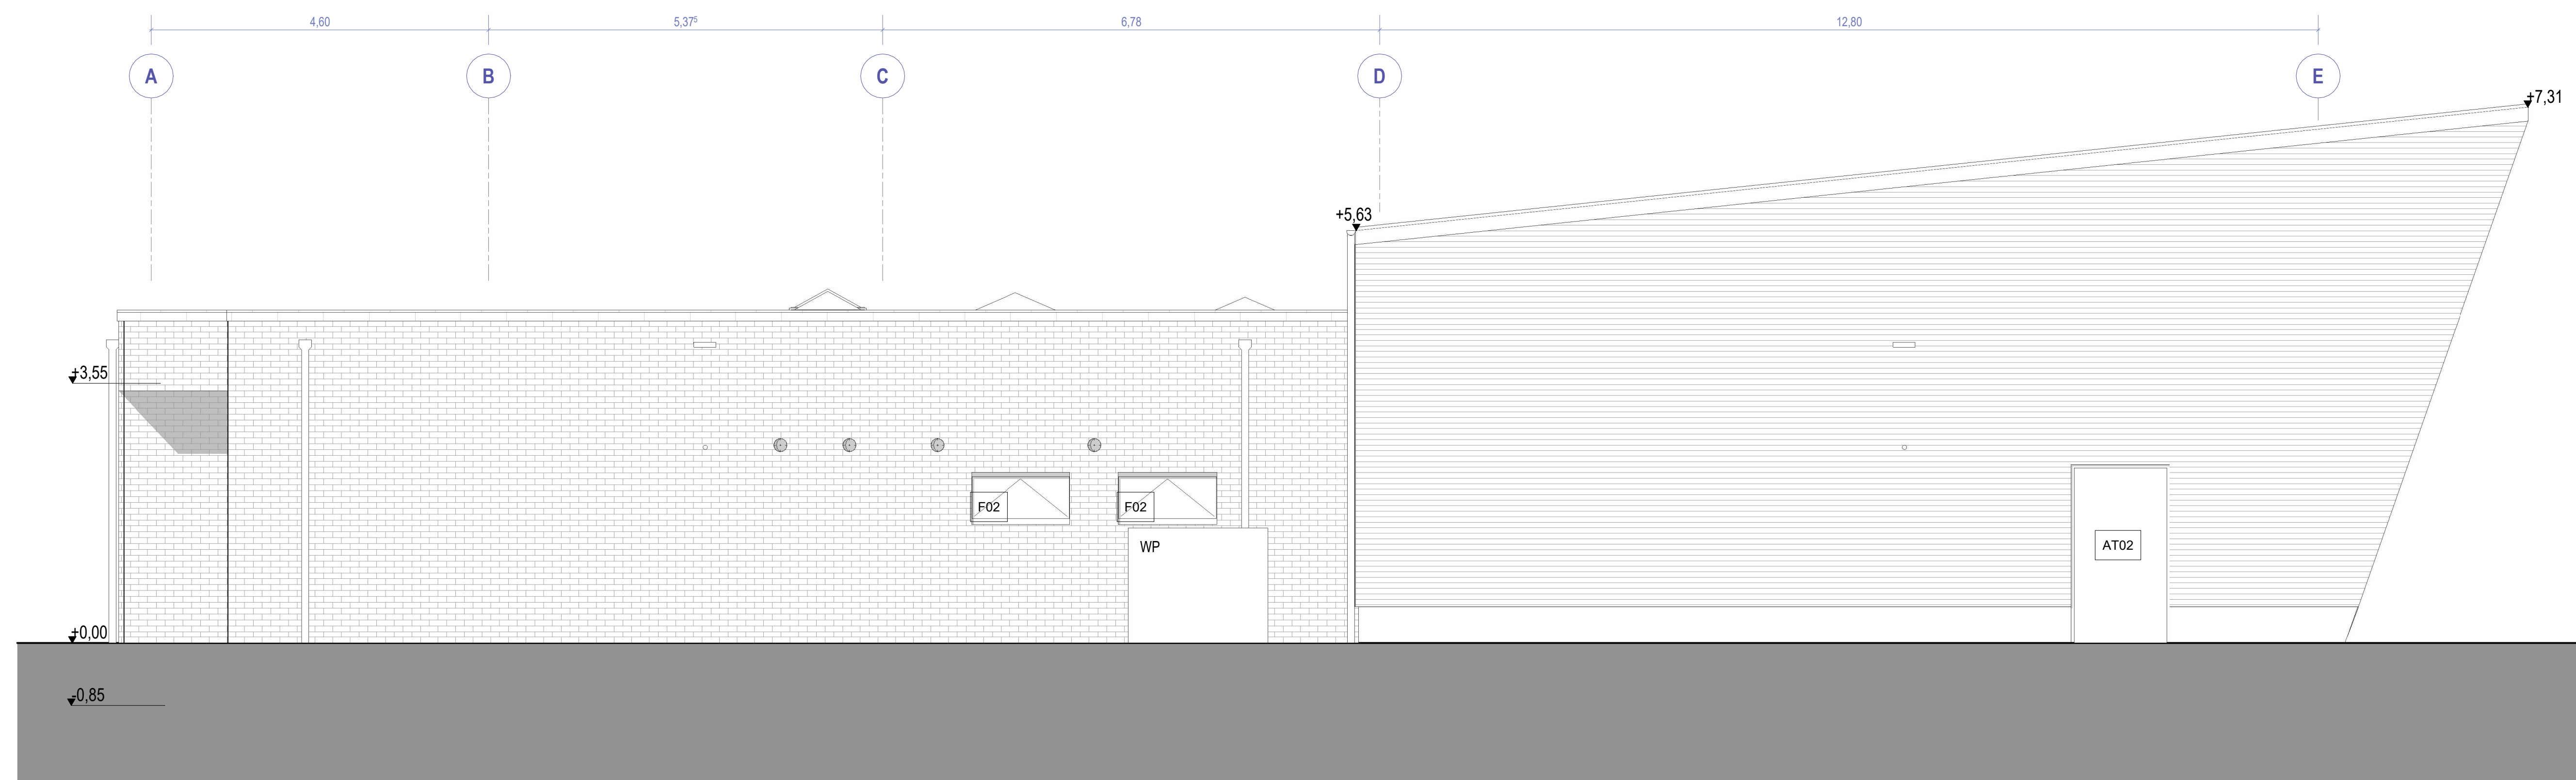 4,60 5,37⁵ 6,78 12,80
A B C D E
+7,31
+5,63
+3,55
F02 F02
WP
AT02
+0,00
-0,85